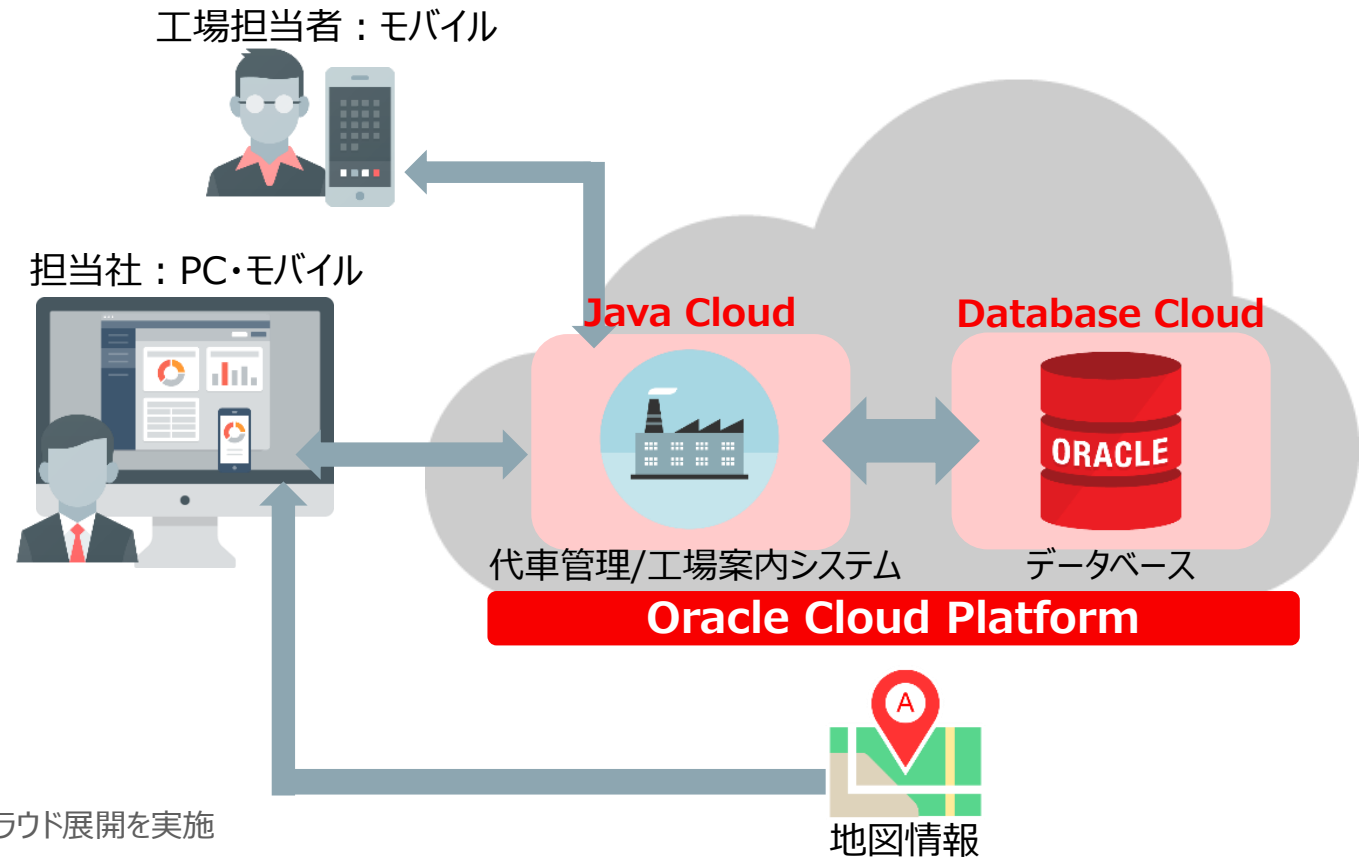 工場担当者：モバイル
担当社：PC・モバイル
Java Cloud
Database Cloud
ORACLE
代車管理/工場案内システム
データベース
Oracle Cloud Platform
A
地図情報
ラウド展開を実施